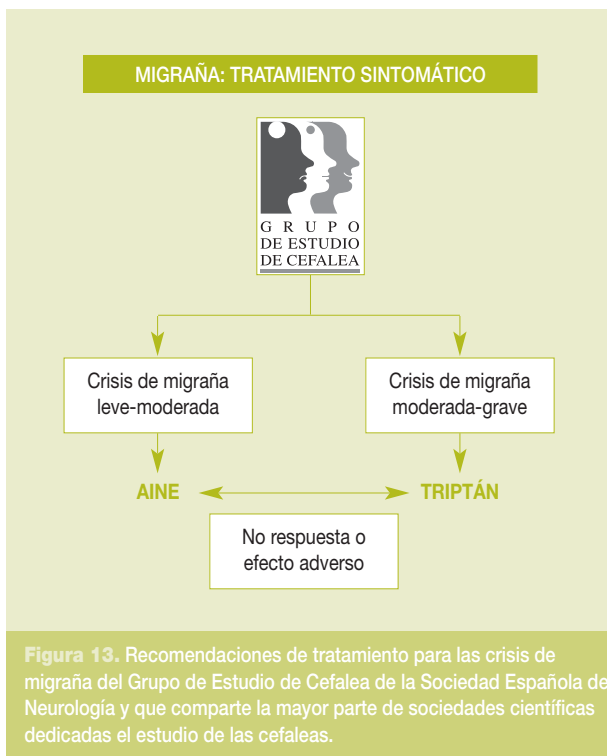 MIGRAÑA: TRATAMIENTO SINTOMÁTICO
GRUPO
DE ESTUDIO
DE CEFALEA
Crisis de migraña
leve-moderada
Crisis de migraña
moderada-grave
AINE
TRIPTÁN
No respuesta o
efecto adverso
Figura 13. Recomendaciones de tratamiento para las crisis de
migraña del Grupo de Estudio de Cefalea de la Sociedad Española de
Neurología y que comparte la mayor parte de sociedades científicas
dedicadas el estudio de las cefaleas.